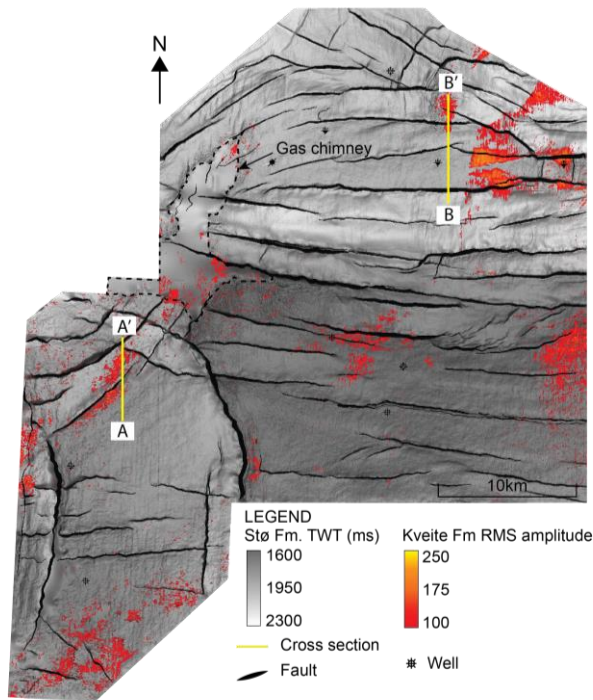 N
B'
Gas chimney
B
A'
A
10km
LEGEND
Stø Fm. TWT (ms)
1600
1950
2300
Kveite Fm RMS amplitude
250
175
100
Cross section
Fault
Well